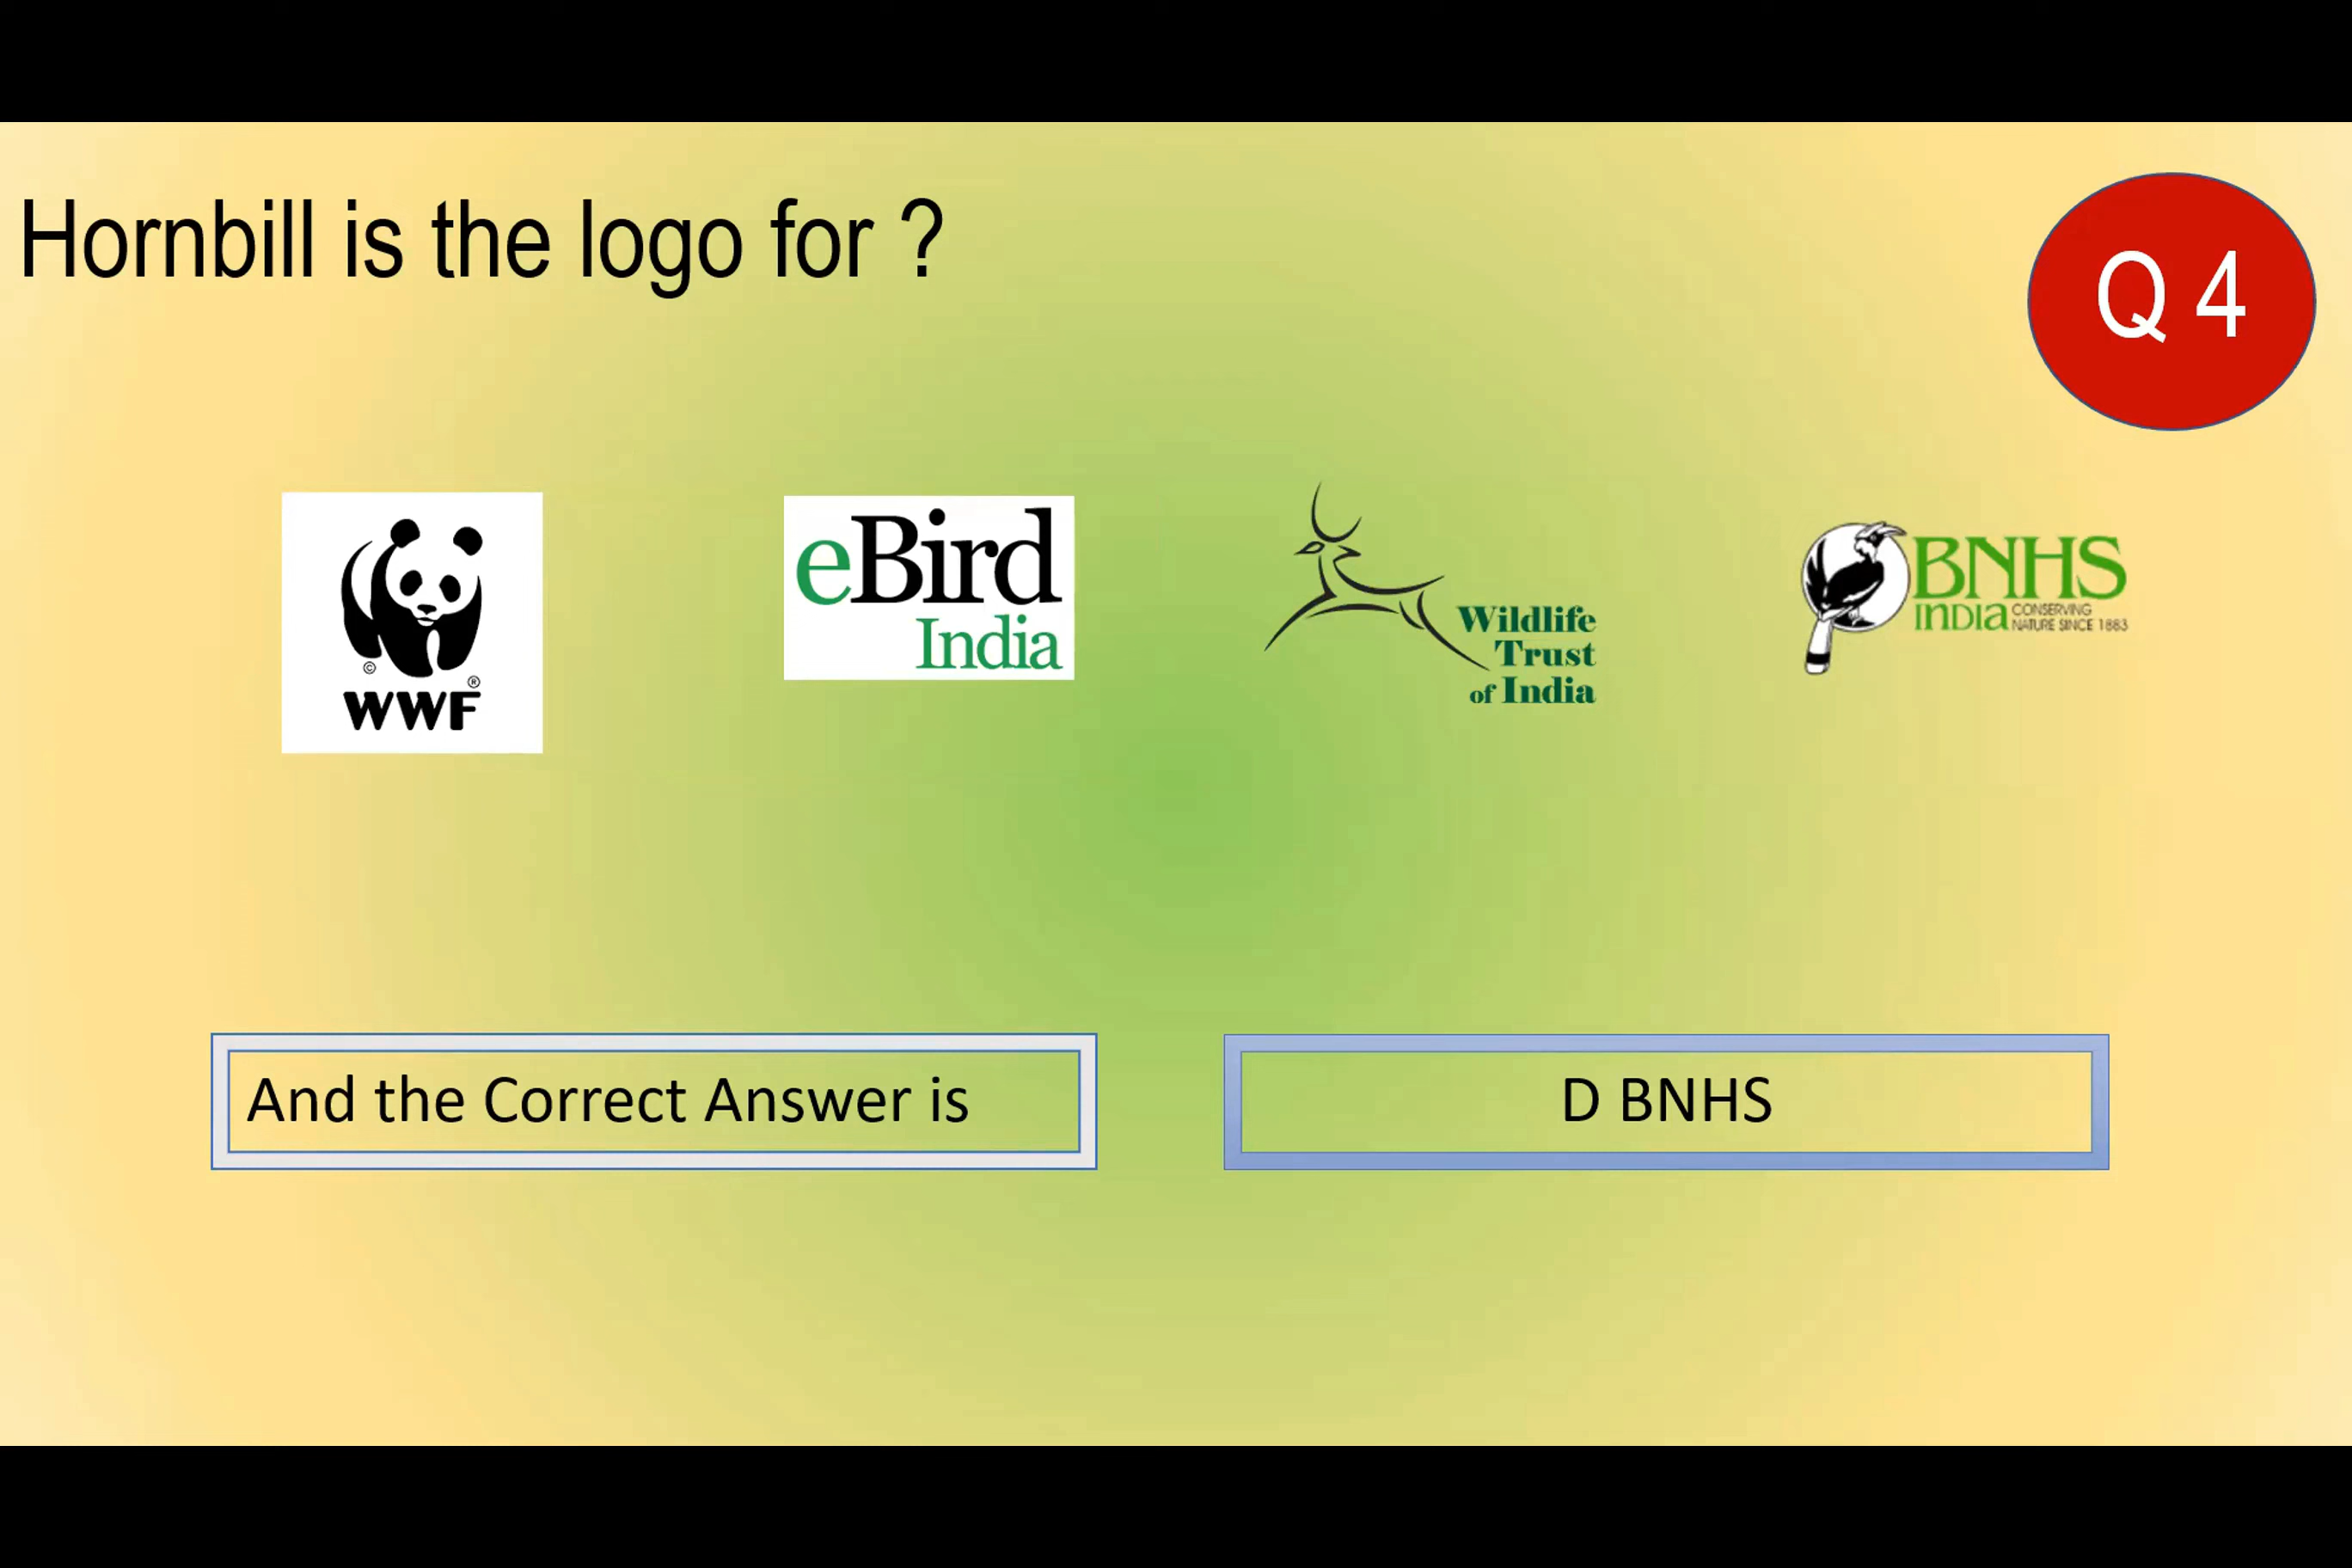 Hornbill is the logo for ?
Q 4
©
®
WWF
eBird
India
Wildlife
Trust
of India
BNHS
INDIA CONSERVING
NATURE SINCE 1883
And the Correct Answer is
D BNHS